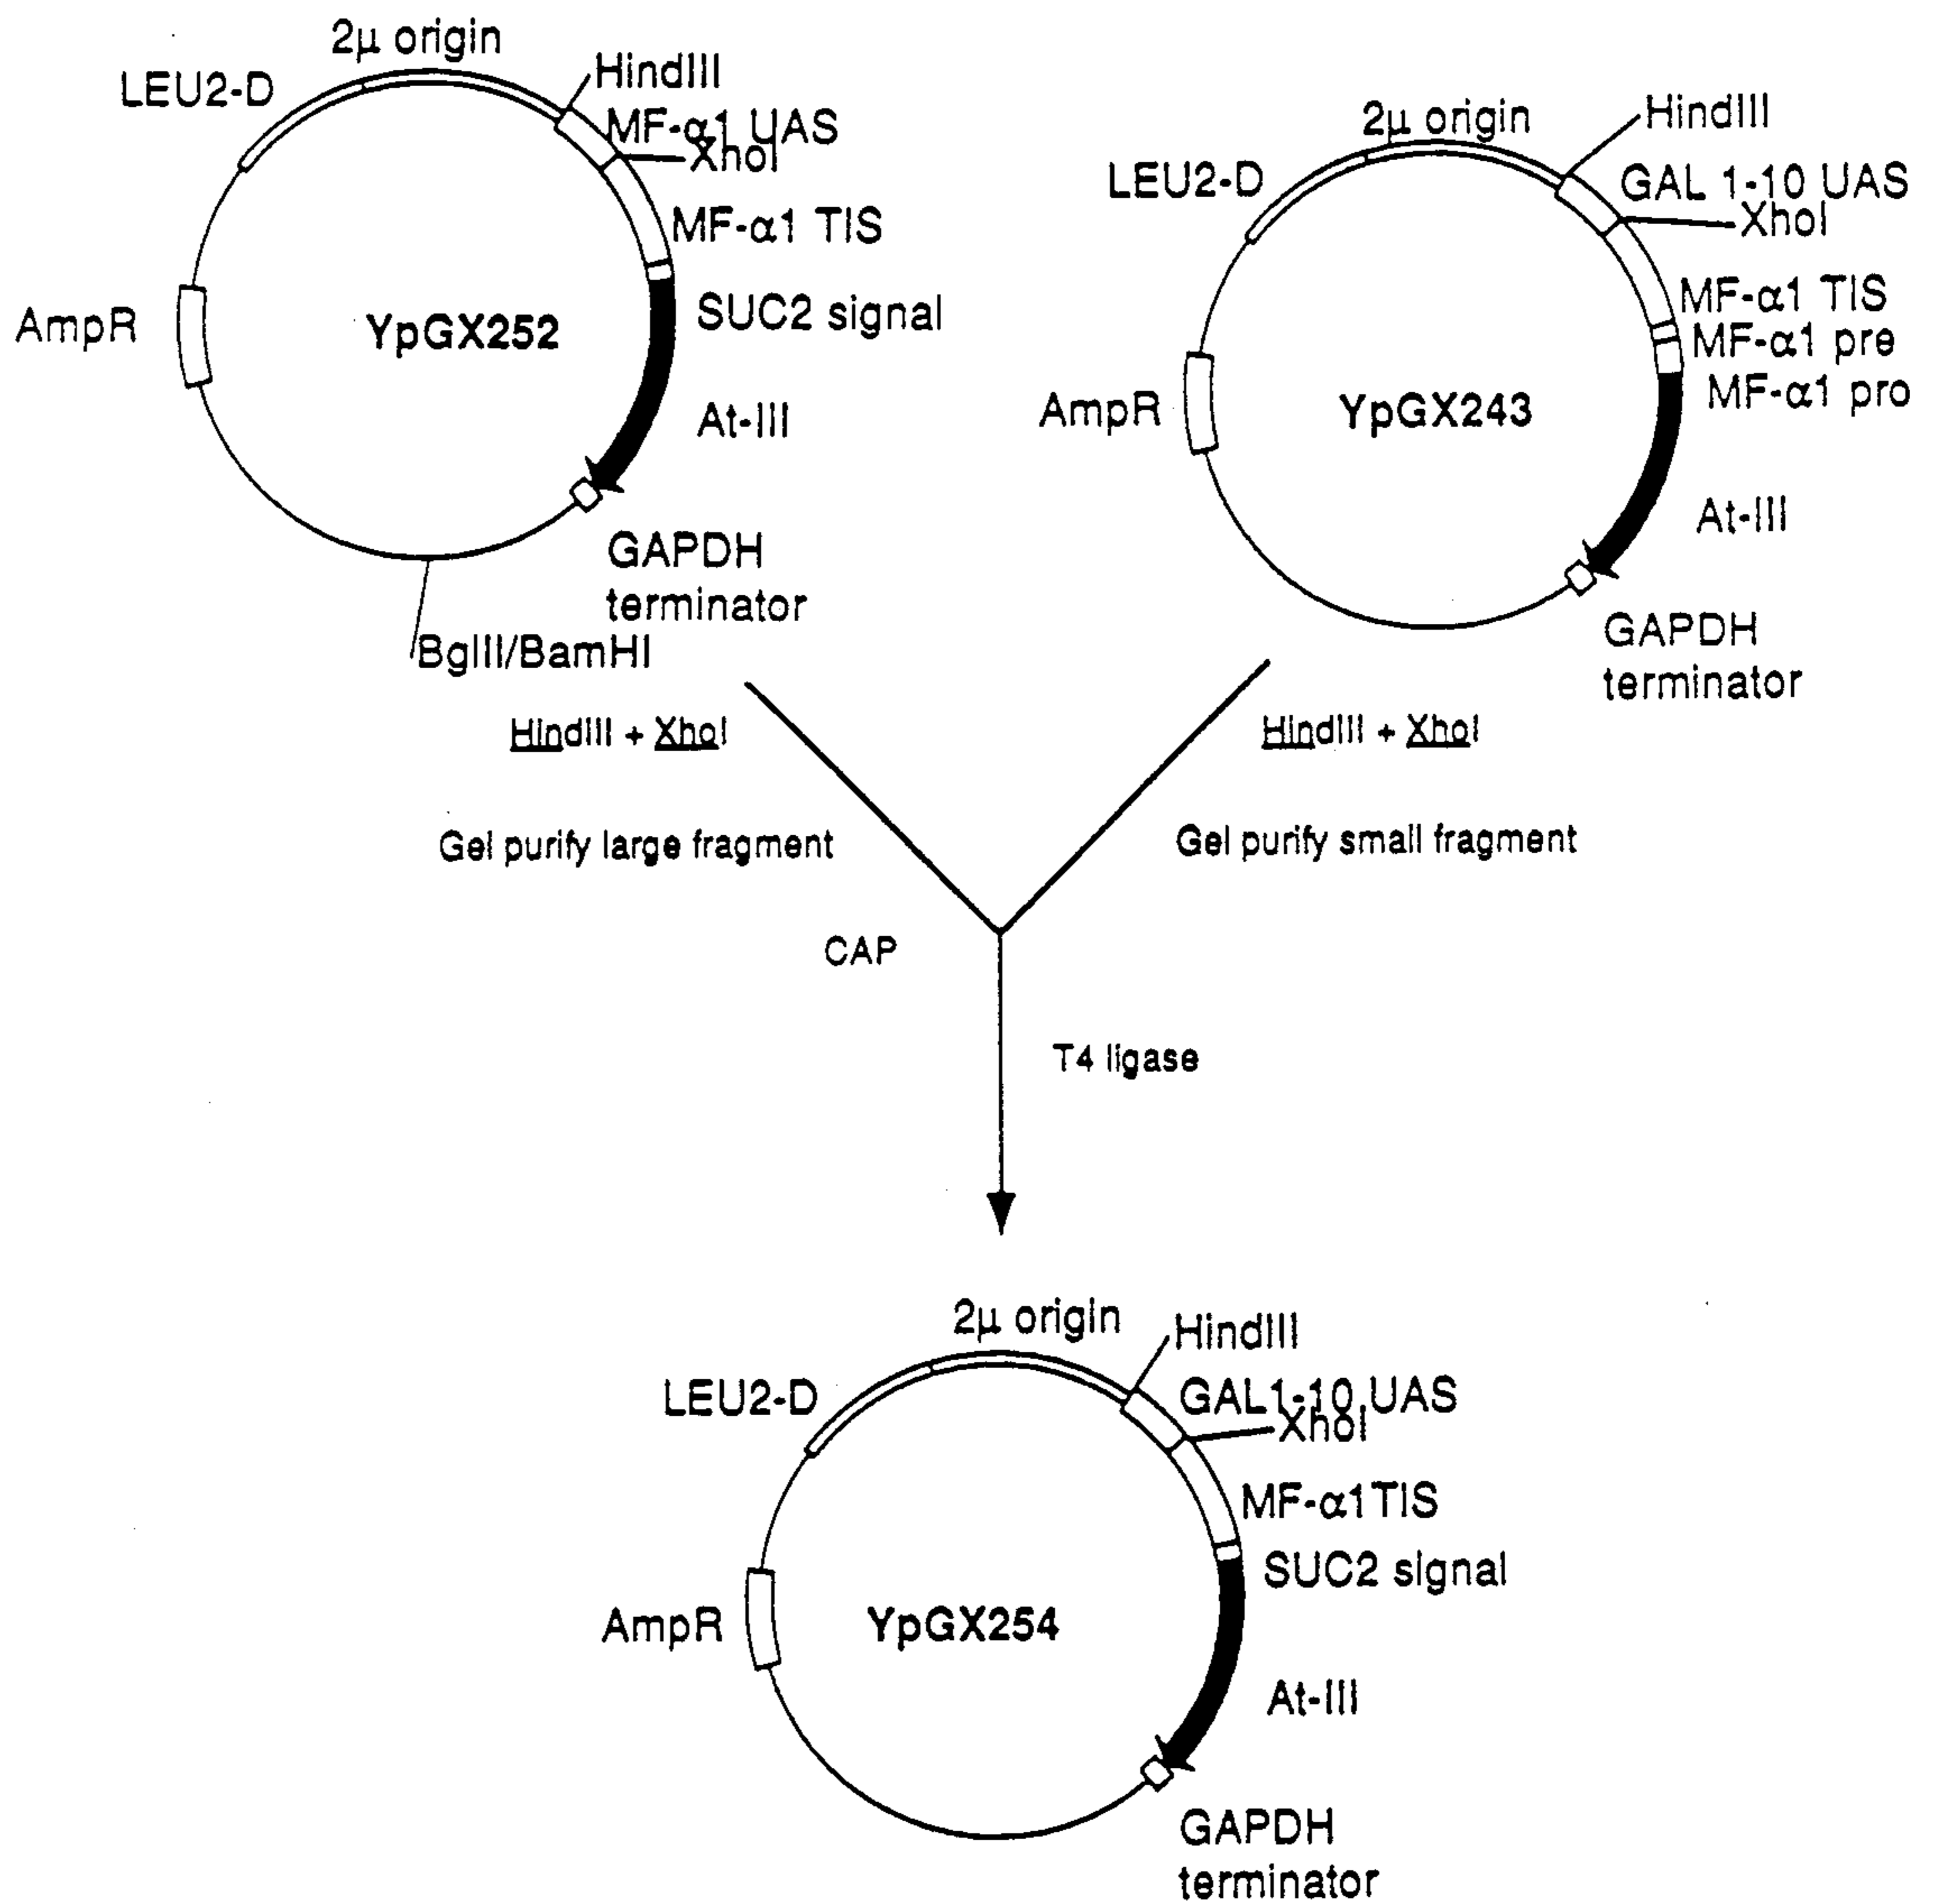 2µ origin
LEU2-D
HindIII
MF-α1 UAS
XhoI
MF-α1 TIS
SUC2 signal
AmpR
YpGX252
At-III
GAPDH
terminator
BglII/BamHI
2µ origin
HindIII
LEU2-D
GAL 1-10 UAS
XhoI
MF-α1 TIS
MF-α1 pre
MF-α1 pro
AmpR
YpGX243
At-III
GAPDH
terminator
HindIII + XhoI
HindIII + XhoI
Gel purify large fragment
Gel purify small fragment
CAP
T4 ligase
2µ origin
HindIII
LEU2-D
GAL1-10 UAS
XhoI
MF-α1TIS
SUC2 signal
AmpR
YpGX254
At-III
GAPDH
terminator